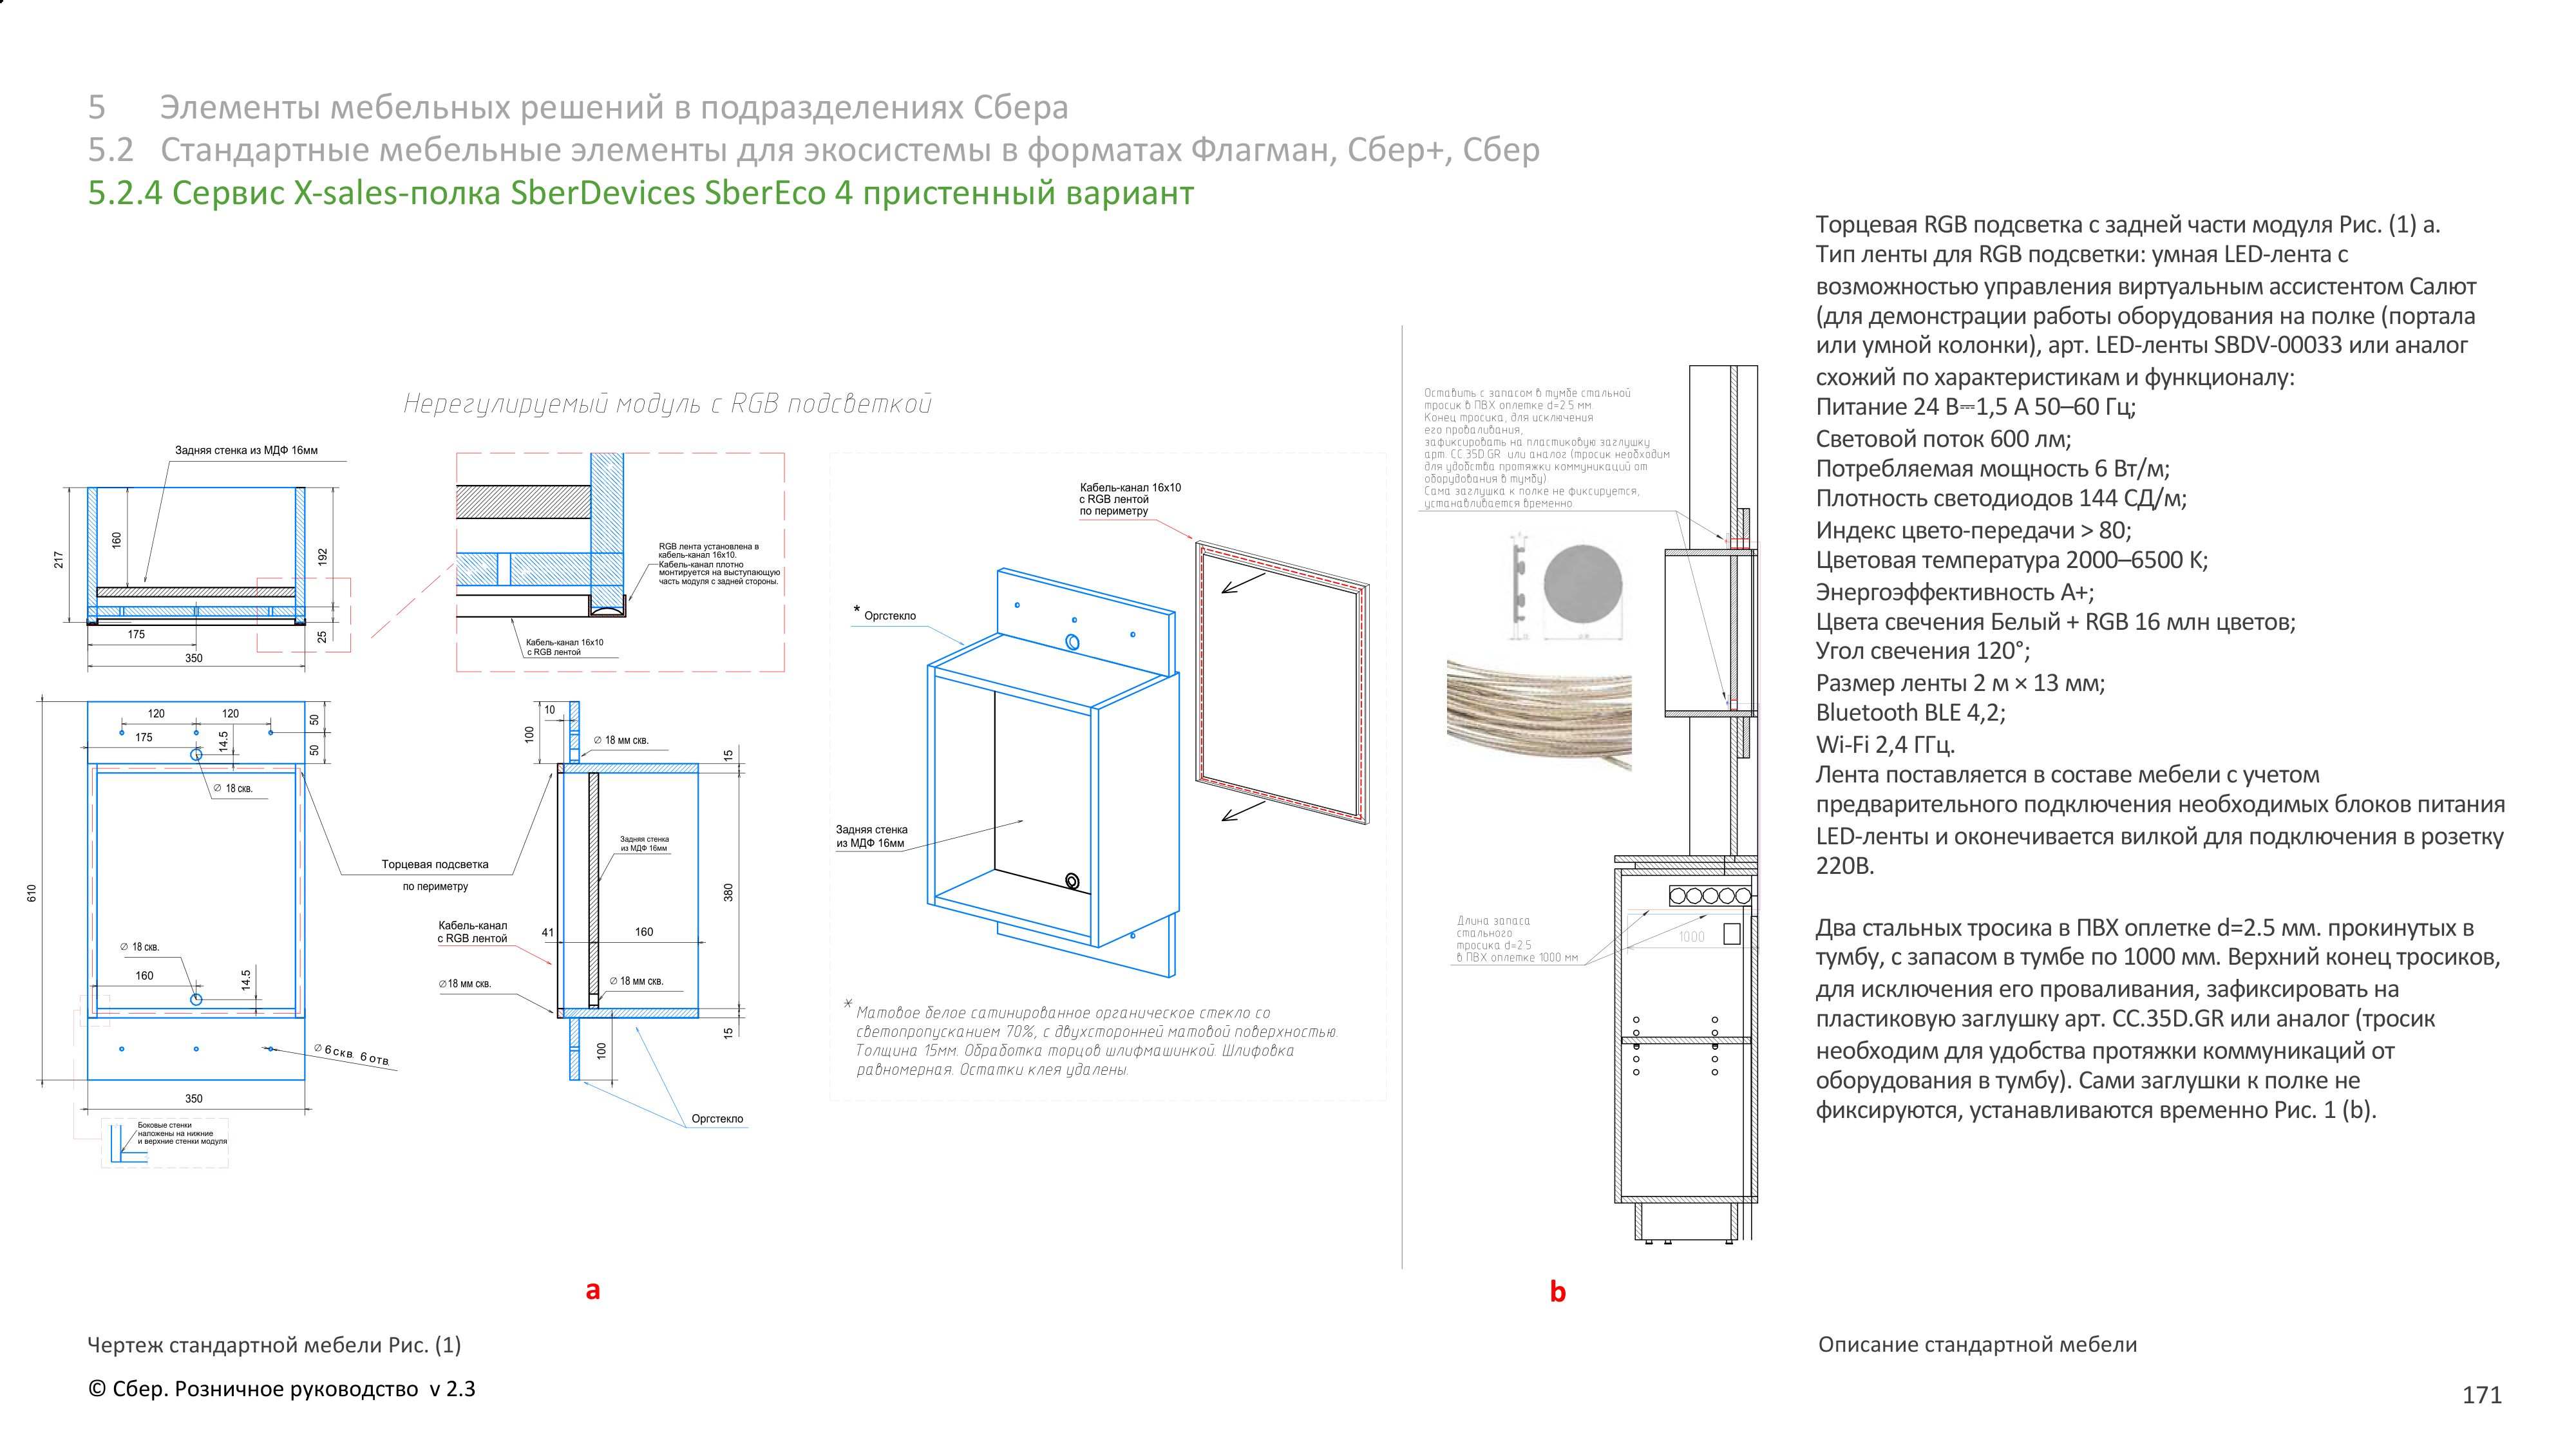 5 Элементы мебельных решений в подразделениях Сбера
5.2 Стандартные мебельные элементы для экосистемы в форматах Флагман, Сбер+, Сбер
5.2.4 Сервис X-sales-полка SberDevices SberEco 4 пристенный вариант
Нерегулируемый модуль с RGB подсветкой
Задняя стенка из МДФ 16мм
217
160
192
25
175
350
RGB лента установлена в
кабель-канал 16х10.
Кабель-канал плотно
монтируется на выступающую
часть модуля с задней стороны.
Кабель-канал 16х10
с RGB лентой
610
120
120
175
14.5
50
50
⌀ 18 скв.
⌀ 18 скв.
160
14.5
⌀ 6 скв. 6 отв.
350
Боковые стенки
наложены на нижние
и верхние стенки модуля
Торцевая подсветка
по периметру
Кабель-канал
с RGB лентой
⌀ 18 мм скв.
10
100
⌀ 18 мм скв.
15
Задняя стенка
из МДФ 16мм
380
41
160
⌀ 18 мм скв.
15
100
Оргстекло
Кабель-канал 16х10
с RGB лентой
по периметру
* Оргстекло
Задняя стенка
из МДФ 16мм
* Матовое белое сатинированное органическое стекло со
светопропусканием 70%, с двухсторонней матовой поверхностью.
Толщина 15мм. Обработка торцов шлифмашинкой. Шлифовка
равномерная. Остатки клея удалены.
a
Оставить с запасом в тумбе стальной
тросик в ПВХ оплетке d=2.5 мм.
Конец тросика, для исключения
его проваливания,
зафиксировать на пластиковую заглушку
арт. CC.35D.GR или аналог (тросик необходим
для удобства протяжки коммуникаций от
оборудования в тумбу).
Сама заглушка к полке не фиксируется,
устанавливается временно
Длина запаса
стального
тросика d=2.5
в ПВХ оплетке 1000 мм
1000
b
Торцевая RGB подсветка с задней части модуля Рис. (1) a.
Тип ленты для RGB подсветки: умная LED-лента с
возможностью управления виртуальным ассистентом Салют
(для демонстрации работы оборудования на полке (портала
или умной колонки), арт. LED-ленты SBDV-00033 или аналог
схожий по характеристикам и функционалу:
Питание 24 В⎓1,5 А 50–60 Гц;
Световой поток 600 лм;
Потребляемая мощность 6 Вт/м;
Плотность светодиодов 144 СД/м;
Индекс цвето-передачи > 80;
Цветовая температура 2000–6500 К;
Энергоэффективность А+;
Цвета свечения Белый + RGB 16 млн цветов;
Угол свечения 120°;
Размер ленты 2 м × 13 мм;
Bluetooth BLE 4,2;
Wi-Fi 2,4 ГГц.
Лента поставляется в составе мебели с учетом
предварительного подключения необходимых блоков питания
LED-ленты и оконечивается вилкой для подключения в розетку
220В.
Два стальных тросика в ПВХ оплетке d=2.5 мм. прокинутых в
тумбу, с запасом в тумбе по 1000 мм. Верхний конец тросиков,
для исключения его проваливания, зафиксировать на
пластиковую заглушку арт. CC.35D.GR или аналог (тросик
необходим для удобства протяжки коммуникаций от
оборудования в тумбу). Сами заглушки к полке не
фиксируются, устанавливаются временно Рис. 1 (b).
Чертеж стандартной мебели Рис. (1)
Описание стандартной мебели
© Сбер. Розничное руководство v 2.3
171